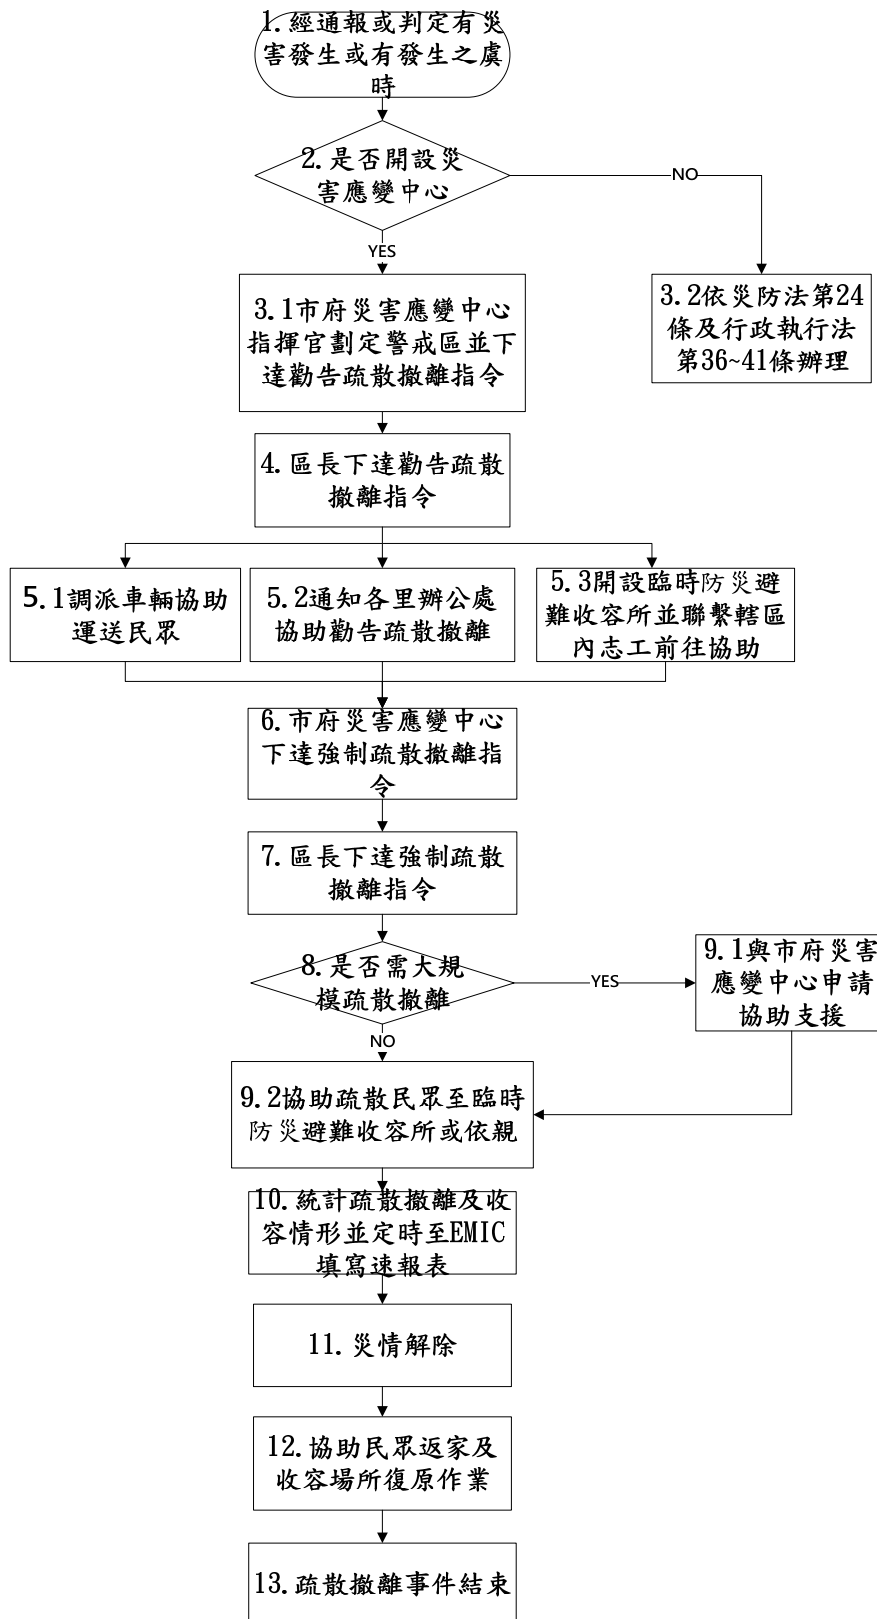 1.經通報或判定有災
害發生或有發生之虞
時
2.是否開設災
害應變中心
NO
YES
3.1市府災害應變中心
指揮官劃定警戒區並下
達勸告疏散撤離指令
3.2依災防法第24
條及行政執行法
第36~41條辦理
4.區長下達勸告疏散
撤離指令
5.1調派車輛協助
運送民眾
5.2通知各里辦公處
協助勸告疏散撤離
5.3開設臨時防災避
難收容所並聯繫轄區
內志工前往協助
6.市府災害應變中心
下達強制疏散撤離指
令
7.區長下達強制疏散
撤離指令
8.是否需大規
模疏散撤離
YES
9.1與市府災害
應變中心申請
協助支援
NO
9.2協助疏散民眾至臨時
防災避難收容所或依親
10.統計疏散撤離及收
容情形並定時至EMIC
填寫速報表
11.災情解除
12.協助民眾返家及
收容場所復原作業
13.疏散撤離事件結束